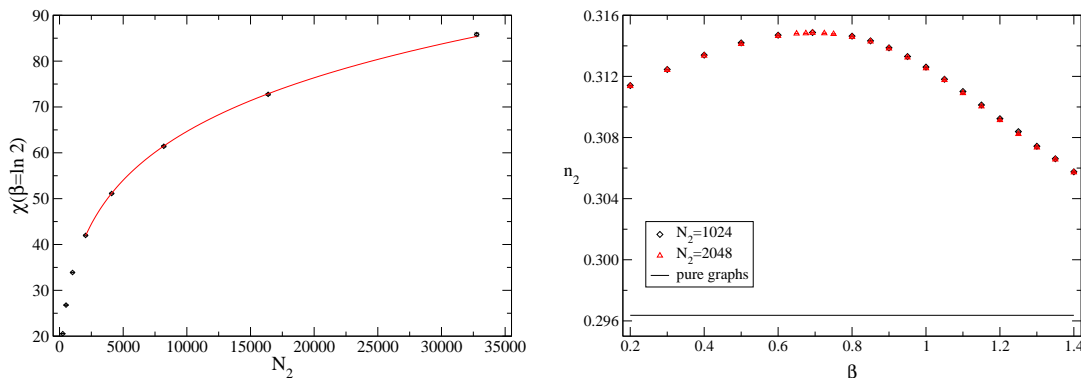 90
80
70
60
50
40
30
20
χ(β=ln 2)
0 5000 10000 15000 20000 25000 30000 35000
N₂
0.316
0.312
0.308
0.304
0.300
0.296
n₂
N₂=1024
N₂=2048
pure graphs
0.2 0.4 0.6 0.8 1 1.2 1.4
β